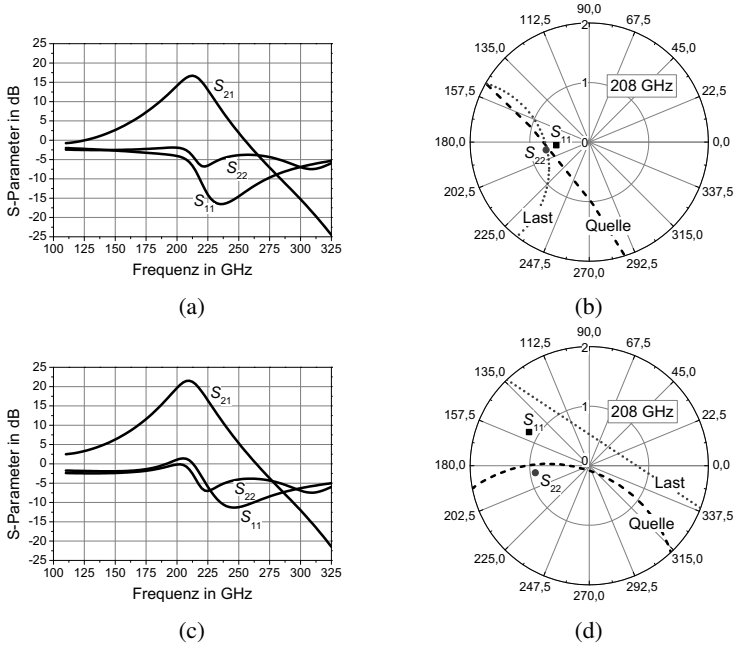 25
20
15
10
5
0
-5
-10
-15
-20
-25
S-Parameter in dB
S21
S22
S11
100 125 150 175 200 225 250 275 300 325
Frequenz in GHz
(a)
90,0
112,5 67,5
135,0 45,0
157,5 22,5
180,0 0,0
202,5 337,5
225,0 315,0
247,5 292,5
270,0
2
1
0
208 GHz
S11
S22
Last
Quelle
(b)
25
20
15
10
5
0
-5
-10
-15
-20
-25
S-Parameter in dB
S21
S22
S11
100 125 150 175 200 225 250 275 300 325
Frequenz in GHz
(c)
90,0
112,5 67,5
135,0 45,0
157,5 22,5
180,0 0,0
202,5 337,5
225,0 315,0
247,5 292,5
270,0
2
1
0
208 GHz
S11
S22
Last
Quelle
(d)